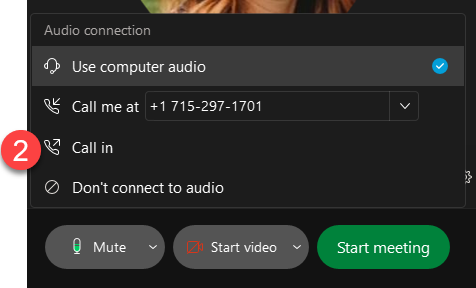 Audio connection
Use computer audio
Call me at +1 715-297-1701
2 Call in
Don't connect to audio
Mute Start video Start meeting